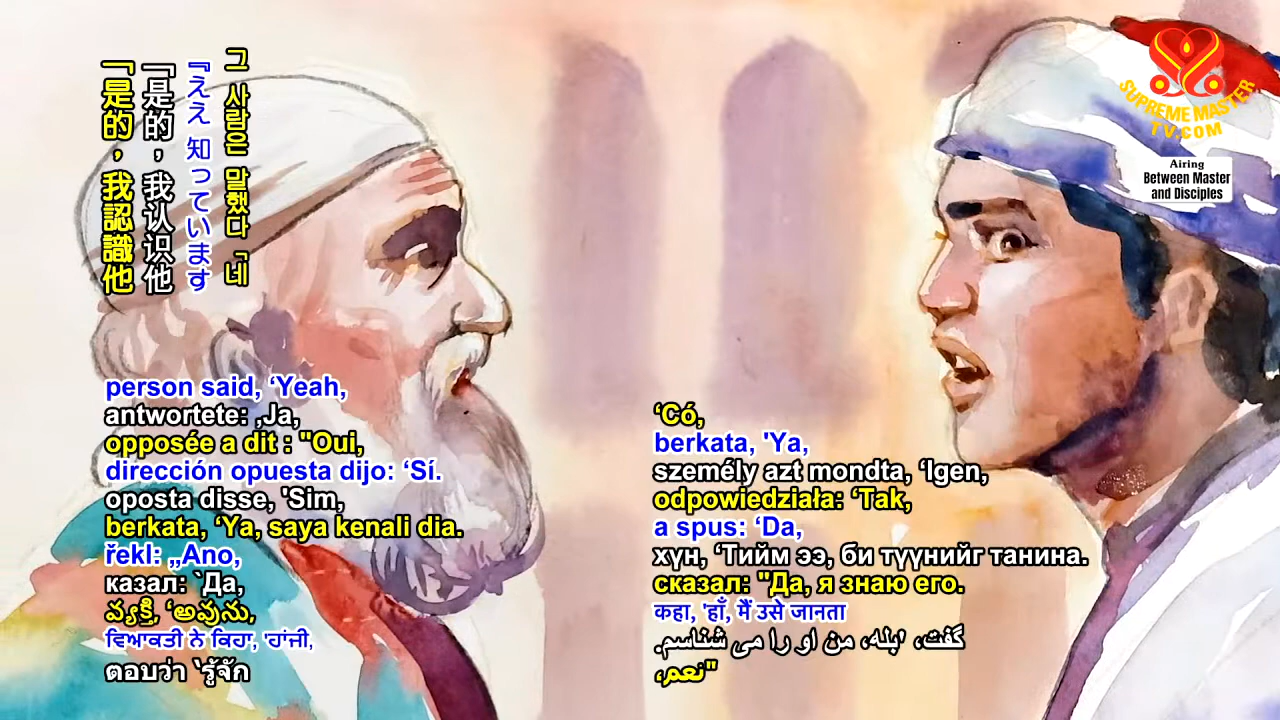 그 사람은 말했다「네
『ええ 知っています
「是的，我认识他
「是的，我認識他
person said, ‘Yeah,
antwortete: ‚Ja,
opposée a dit : "Oui,
dirección opuesta dijo: ‘Sí.
oposta disse, 'Sim,
berkata, ‘Ya, saya kenali dia.
řekl: „Ano,
казал: `Да,
వ్యక్తి, ‘అవును,
ਵਿਅਕਤੀ ਨੇ ਕਿਹਾ, 'ਹਾਂਜੀ,
ตอบว่า ‘รู้จัก
‘Có,
berkata, 'Ya,
személy azt mondta, ‘Igen,
odpowiedziała: ‘Tak,
a spus: ‘Da,
хүн, ‘Тийм ээ, би түүнийг танина.
сказал: "Да, я знаю его.
कहा, 'हाँ, मैं उसे जानता
گفت، 'بله، من او را می شناسم.
"نعم،
SUPREME MASTER
TV.COM
Airing
Between Master
and Disciples